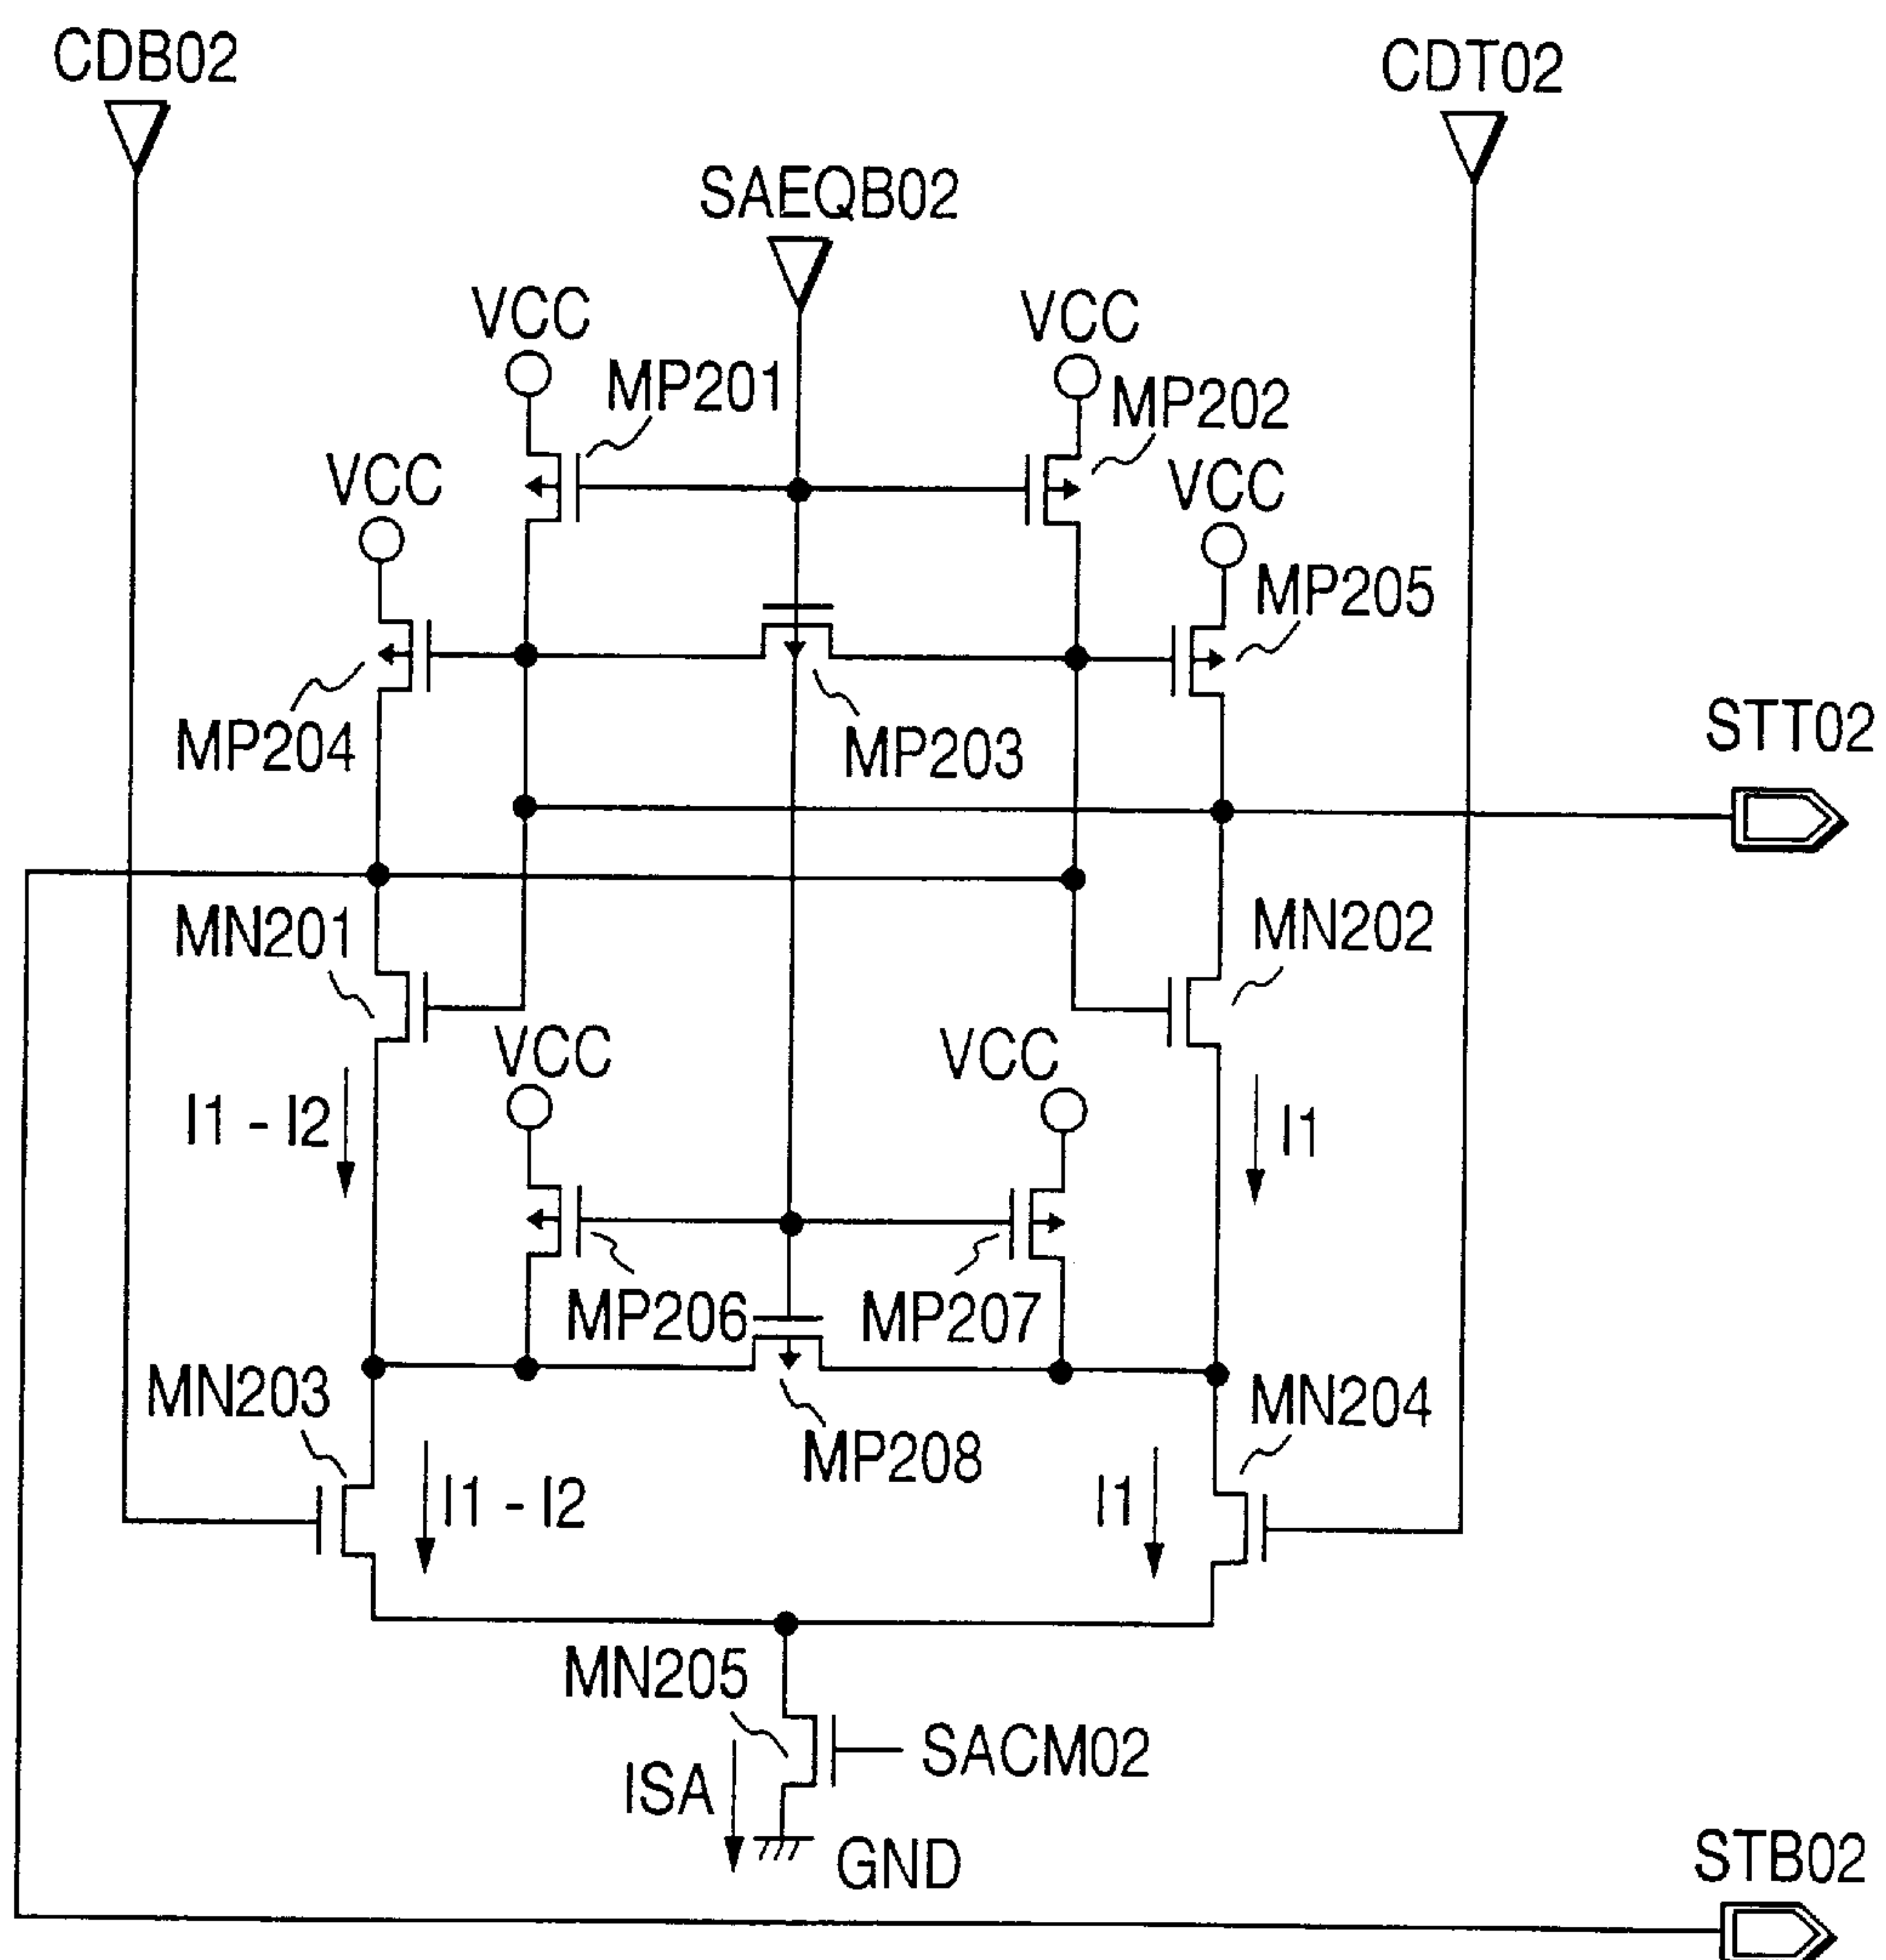 CDB02
CDT02
SAEQB02
VCC
VCC
MP201
MP202
VCC
VCC
MP205
MP204
MP203
STT02
MN201
MN202
VCC
VCC
I1 - I2
I1
MP206
MP207
MN203
MN204
MP208
I1 - I2
I1
MN205
SACM02
ISA
GND
STB02